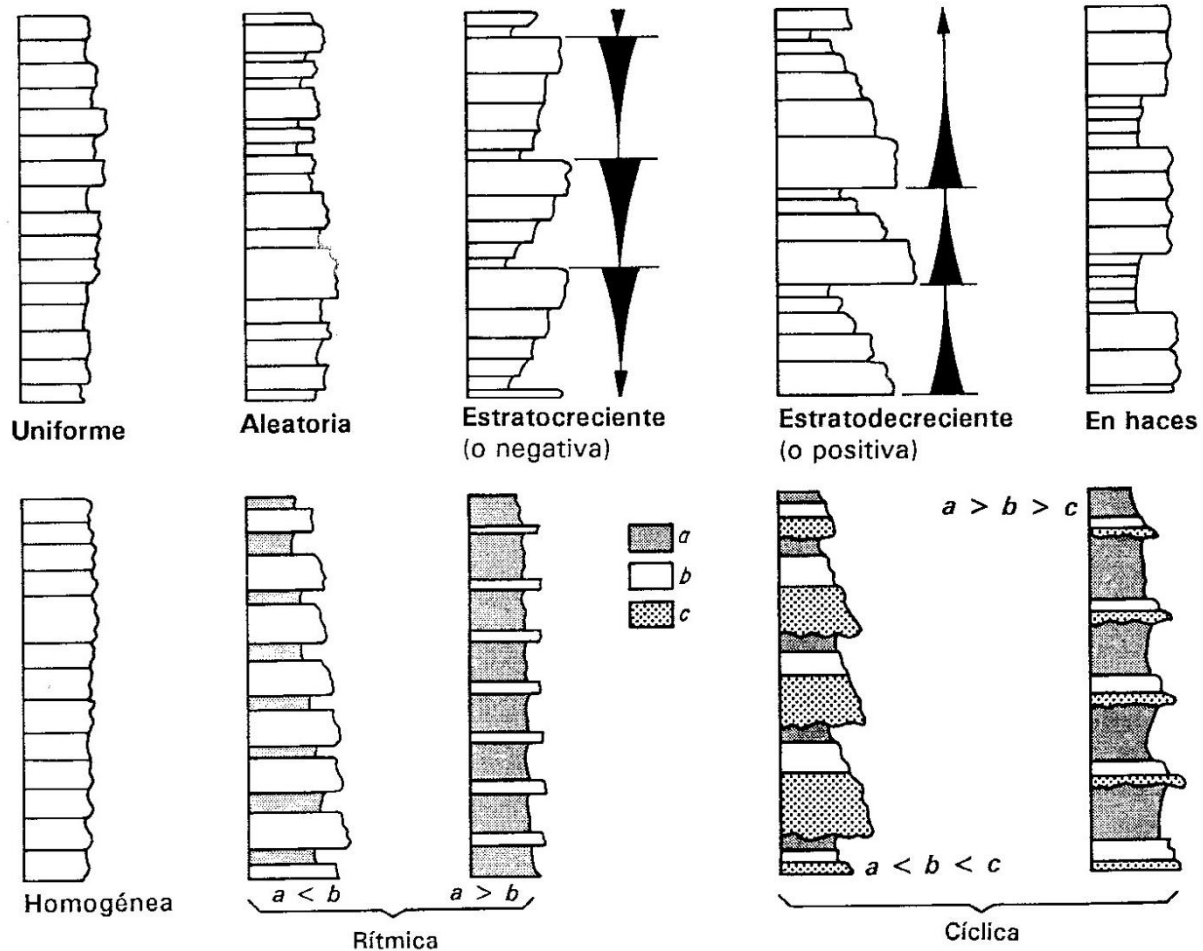 Uniforme
Aleatoria
Estratocreciente
(o negativa)
Estratodecreciente
(o positiva)
En haces
a
b
c
a > b > c
a < b < c
Homogénea
a < b
a > b
Rítmica
Cíclica